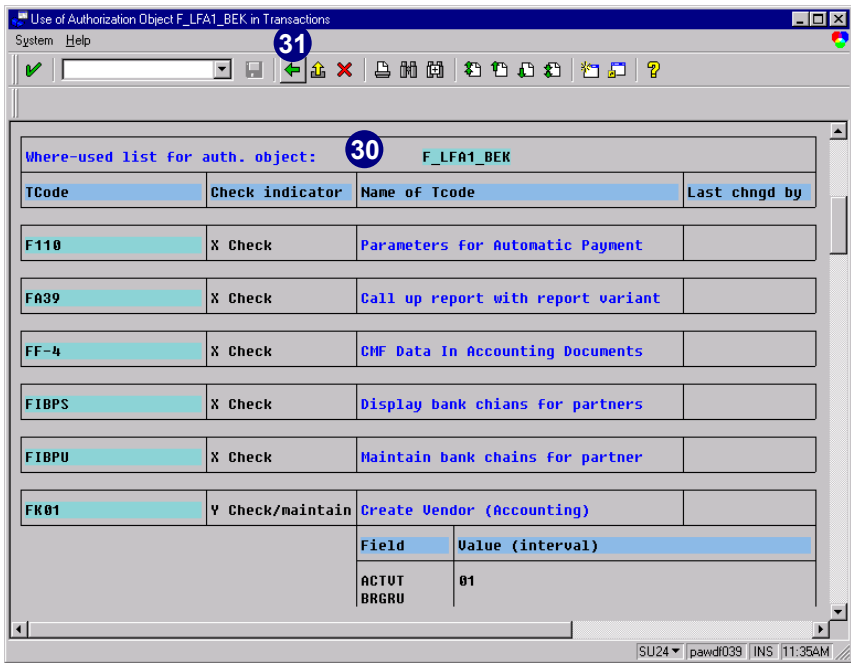 Use of Authorization Object F_LFA1_BEK in Transactions
System Help
31
30
Where-used list for auth. object: F_LFA1_BEK
TCode Check indicator Name of Tcode Last chngd by
F110 X Check Parameters for Automatic Payment
FA39 X Check Call up report with report variant
FF-4 X Check CMF Data In Accounting Documents
FIBPS X Check Display bank chians for partners
FIBPU X Check Maintain bank chains for partner
FK01 Y Check/maintain Create Vendor (Accounting)
Field Value (interval)
ACTVT 01
BRGRU
SU24 pawdf039 INS 11:35AM